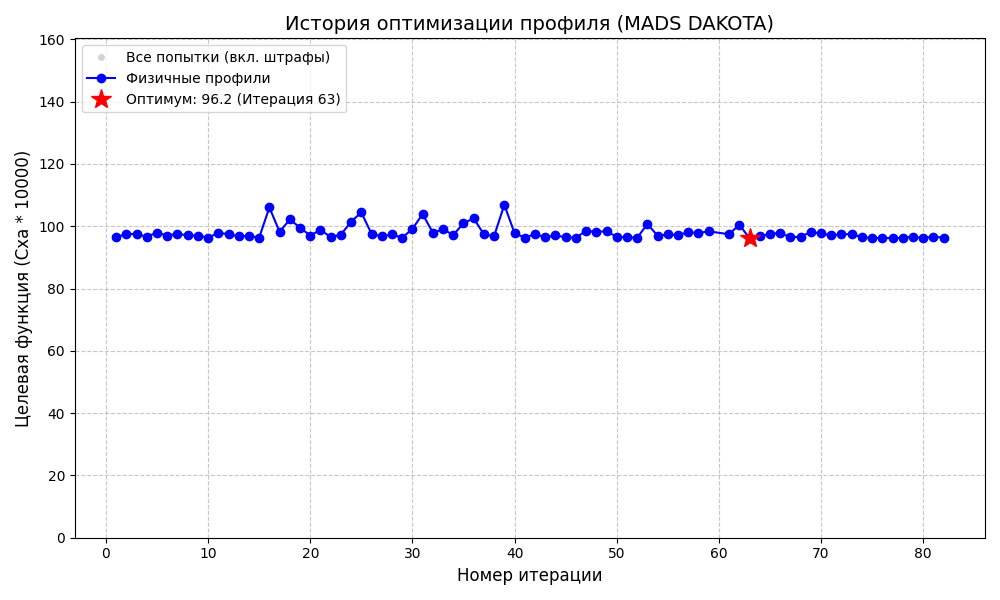 История оптимизации профиля (MADS DAKOTA)
Все попытки (вкл. штрафы)
Физичные профили
Оптимум: 96.2 (Итерация 63)
Целевая функция (Cxa * 10000)
160
140
120
100
80
60
40
20
0
0 10 20 30 40 50 60 70 80
Номер итерации